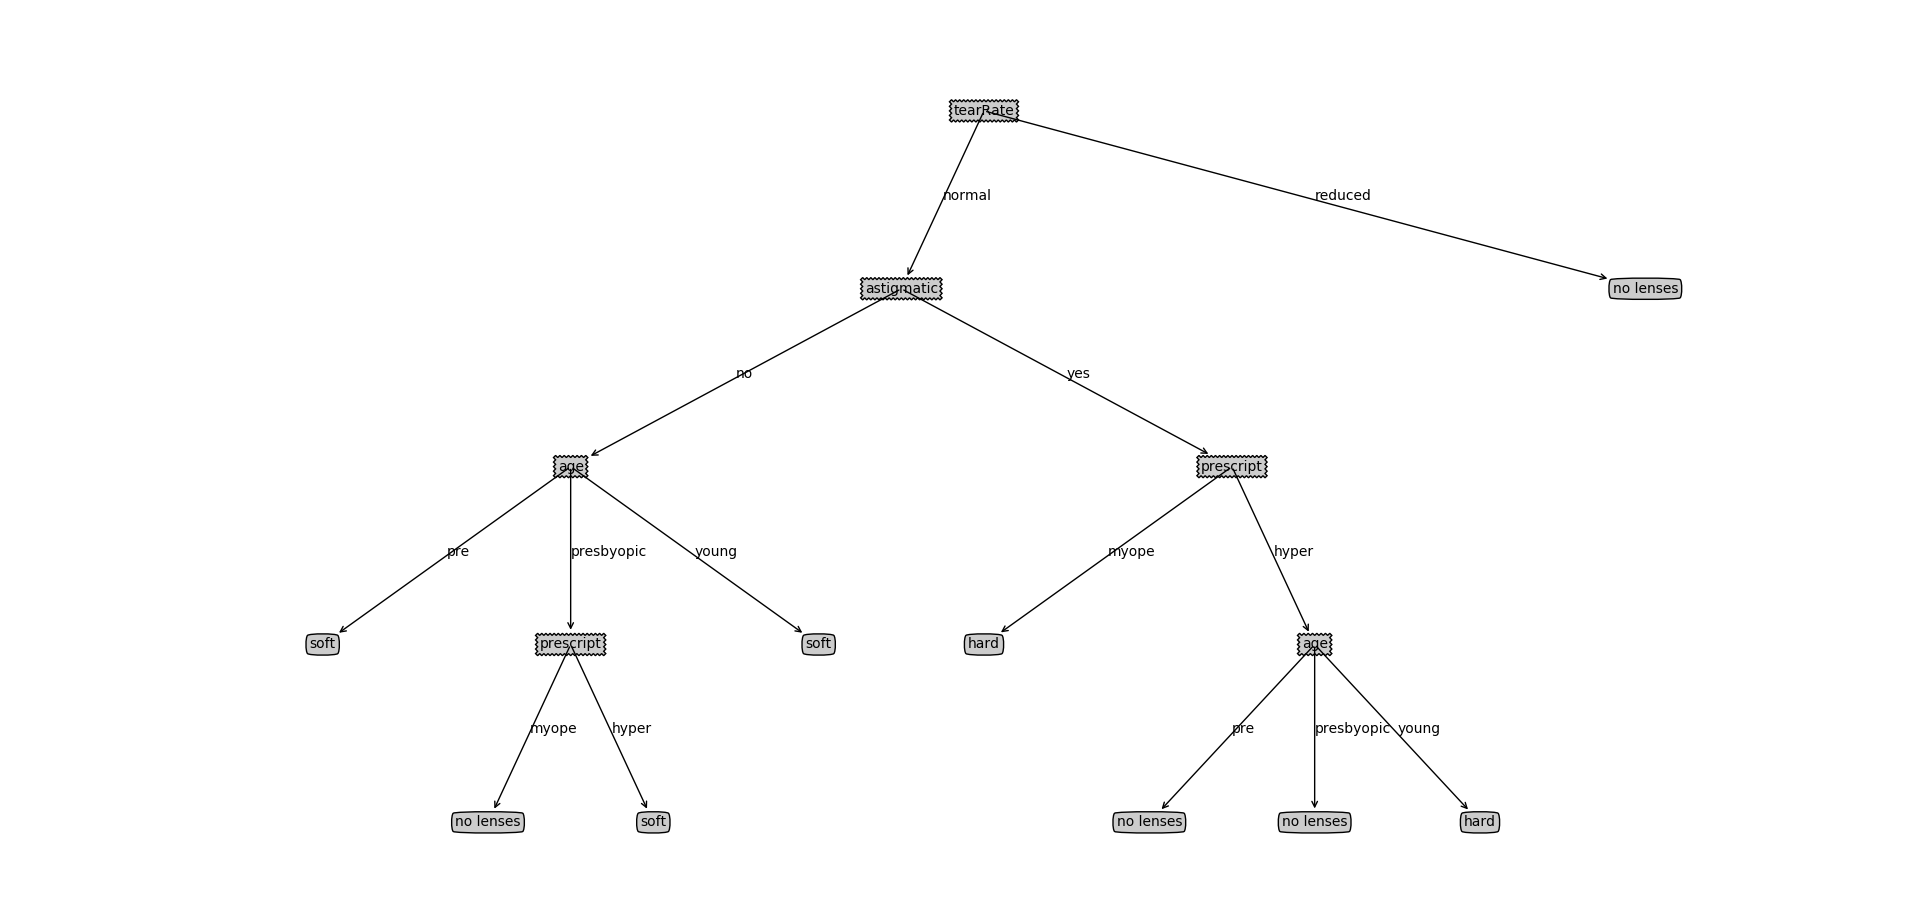 tearRate
normal
reduced
astigmatic
no lenses
no
yes
age
prescript
pre
presbyopic
young
myope
hyper
soft
prescript
soft
hard
age
myope
hyper
pre
presbyopic
young
no lenses
soft
no lenses
no lenses
hard